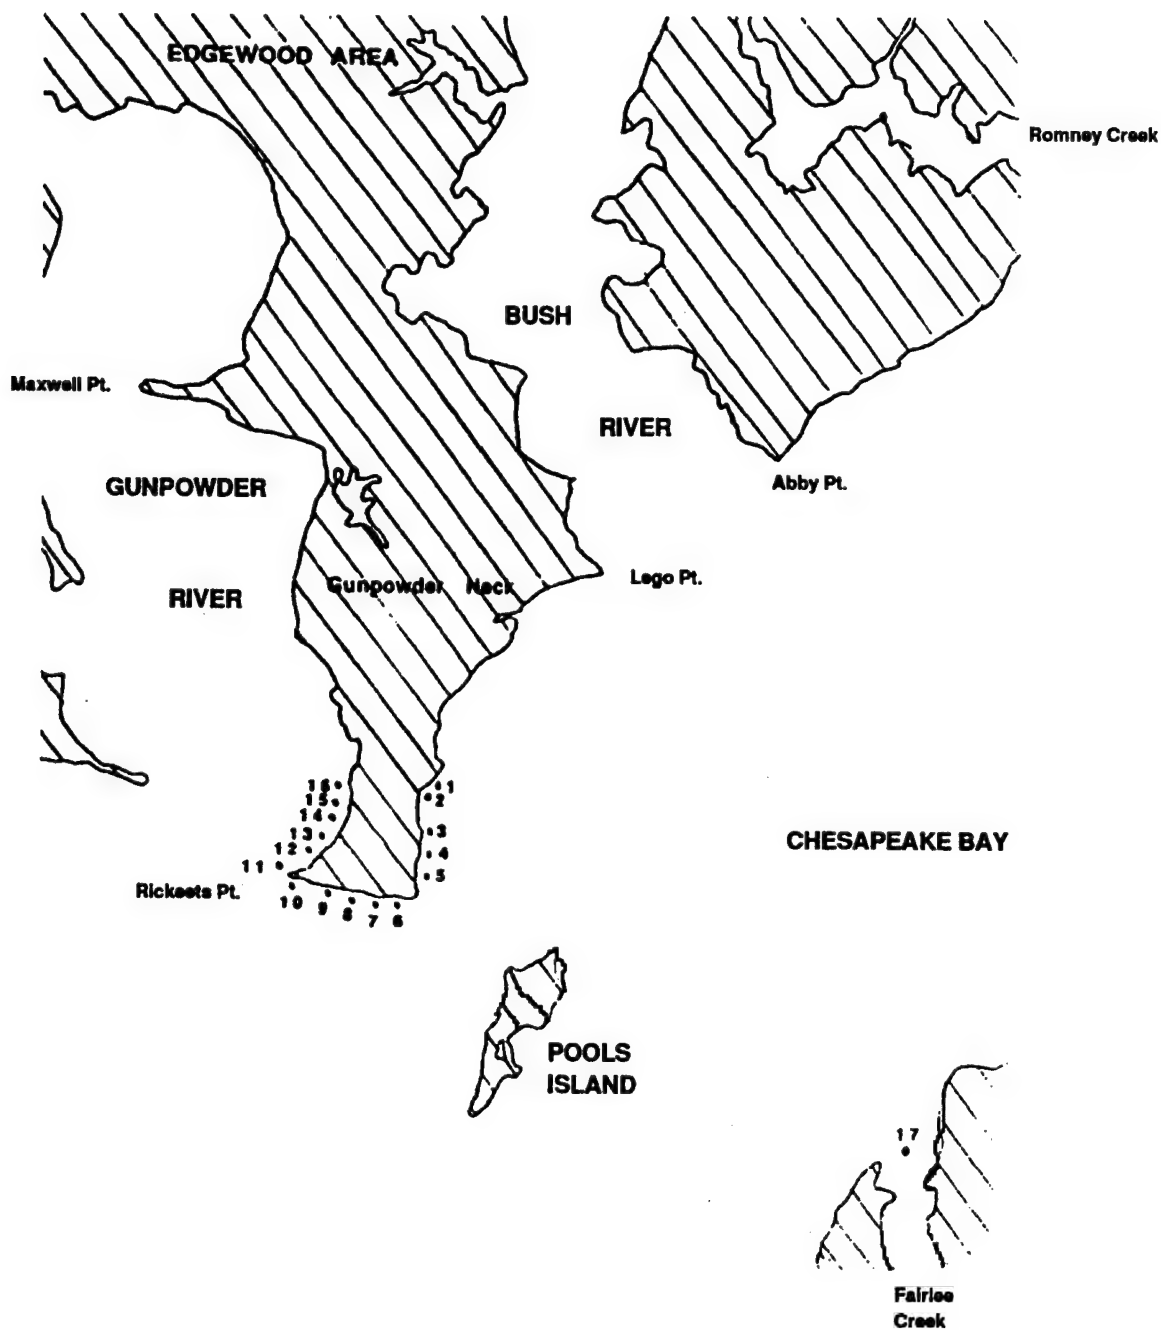 EDGEWOOD AREA
Romney Creek
BUSH
Maxwell Pt.
RIVER
GUNPOWDER
Abby Pt.
Gunpowder Neck
Lego Pt.
RIVER
16
1
15
2
14
13
3
12
4
11
5
Rickeets Pt.
10
9
8
7
6
CHESAPEAKE BAY
POOLS
ISLAND
17
Fairlee
Creek